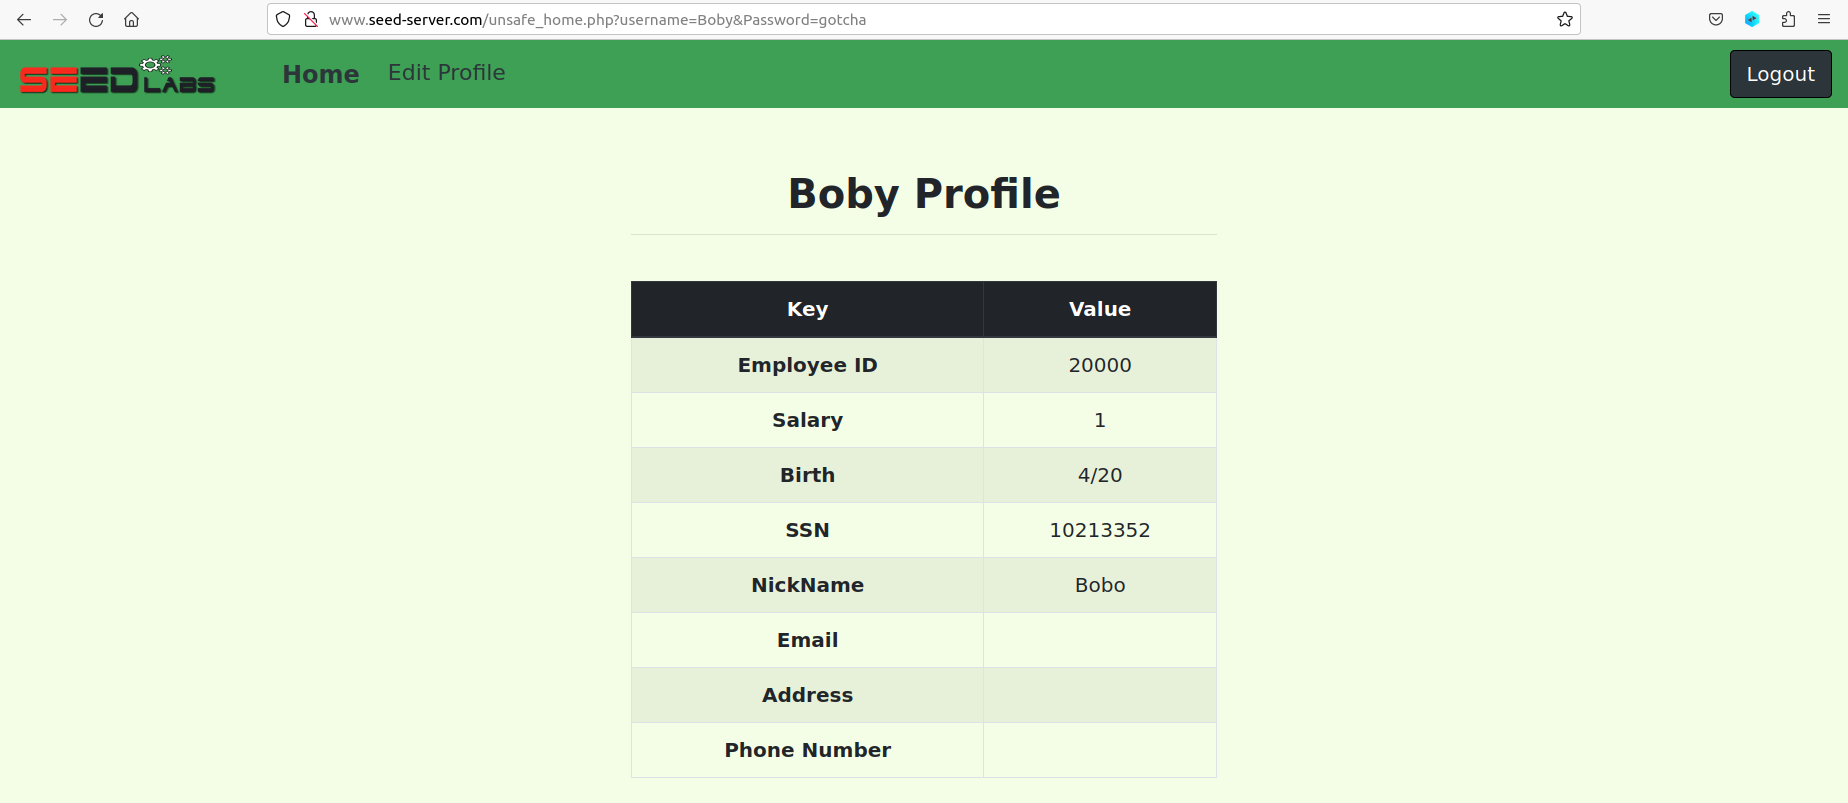 www.seed-server.com/unsafe_home.php?username=Boby&Password=gotcha
SEED LABS Home Edit Profile Logout
Boby Profile
Key Value
Employee ID 20000
Salary 1
Birth 4/20
SSN 10213352
NickName Bobo
Email
Address
Phone Number